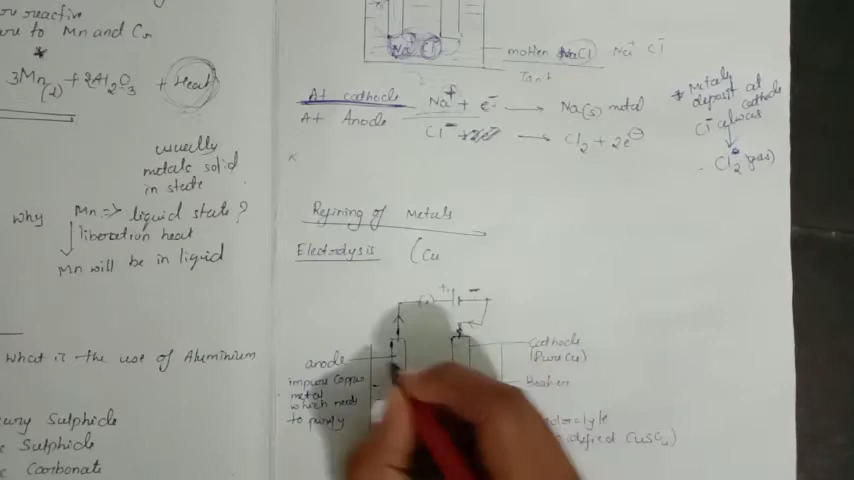 reactive
to Mn and Cr
3Mn(l) + 2Al2O3 + Heat
usually
metals solid
in state
why Mn => liquid state?
liberation heat
Mn will be in liquid
What is the use of Aluminium
Sulphide
Sulphide
Carbonate
Na Cl
molten NaCl Na+ Cl-
Tank
At cathode Na+ + e- → Na(s) metal
At Anode Cl- → Cl2 + 2e-
* Metals
deposit at
cathode
Cl-
Cl2 (gas)
Refining of Metals
Electrolysis (Cu
+ -
anode
impure Copper
metal
which needs
to purify
Cathode
(Pure Cu)
Beaker